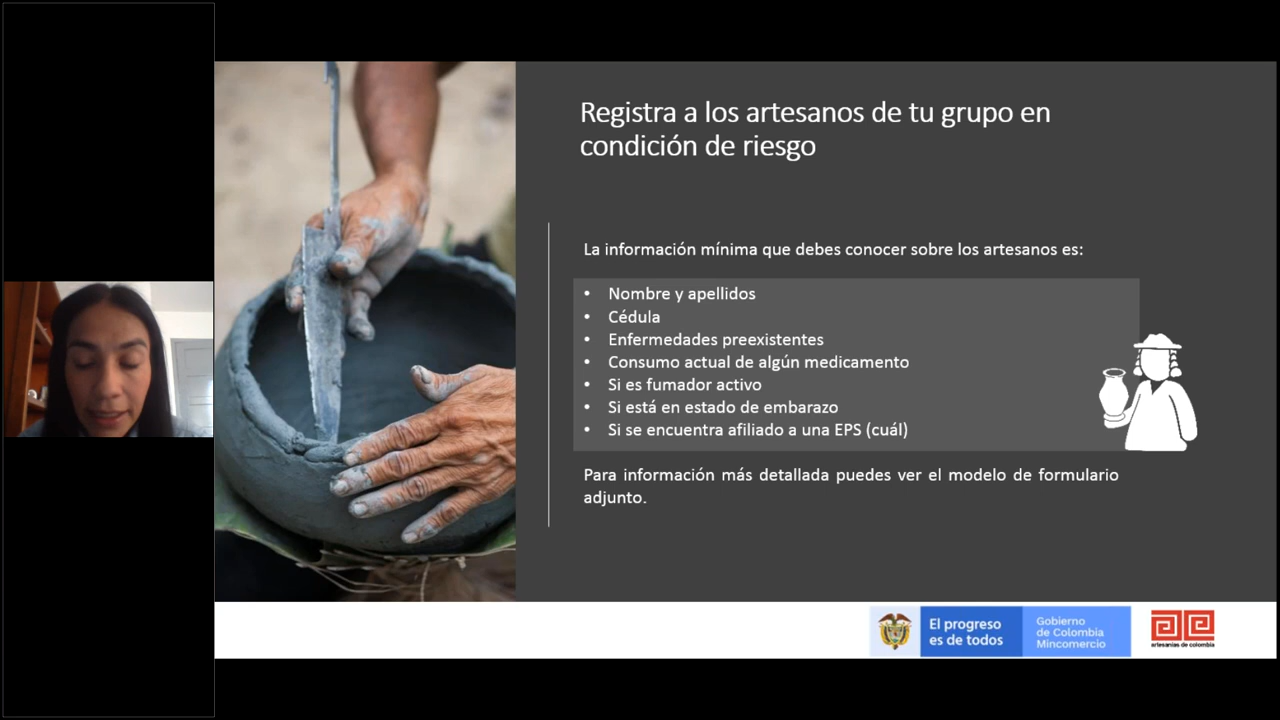 Registra a los artesanos de tu grupo en
condición de riesgo
La información mínima que debes conocer sobre los artesanos es:
• Nombre y apellidos
• Cédula
• Enfermedades preexistentes
• Consumo actual de algún medicamento
• Si es fumador activo
• Si está en estado de embarazo
• Si se encuentra afiliado a una EPS (cuál)
Para información más detallada puedes ver el modelo de formulario
adjunto.
El progreso
es de todos
Gobierno
de Colombia
Mincomercio
artesanías de colombia